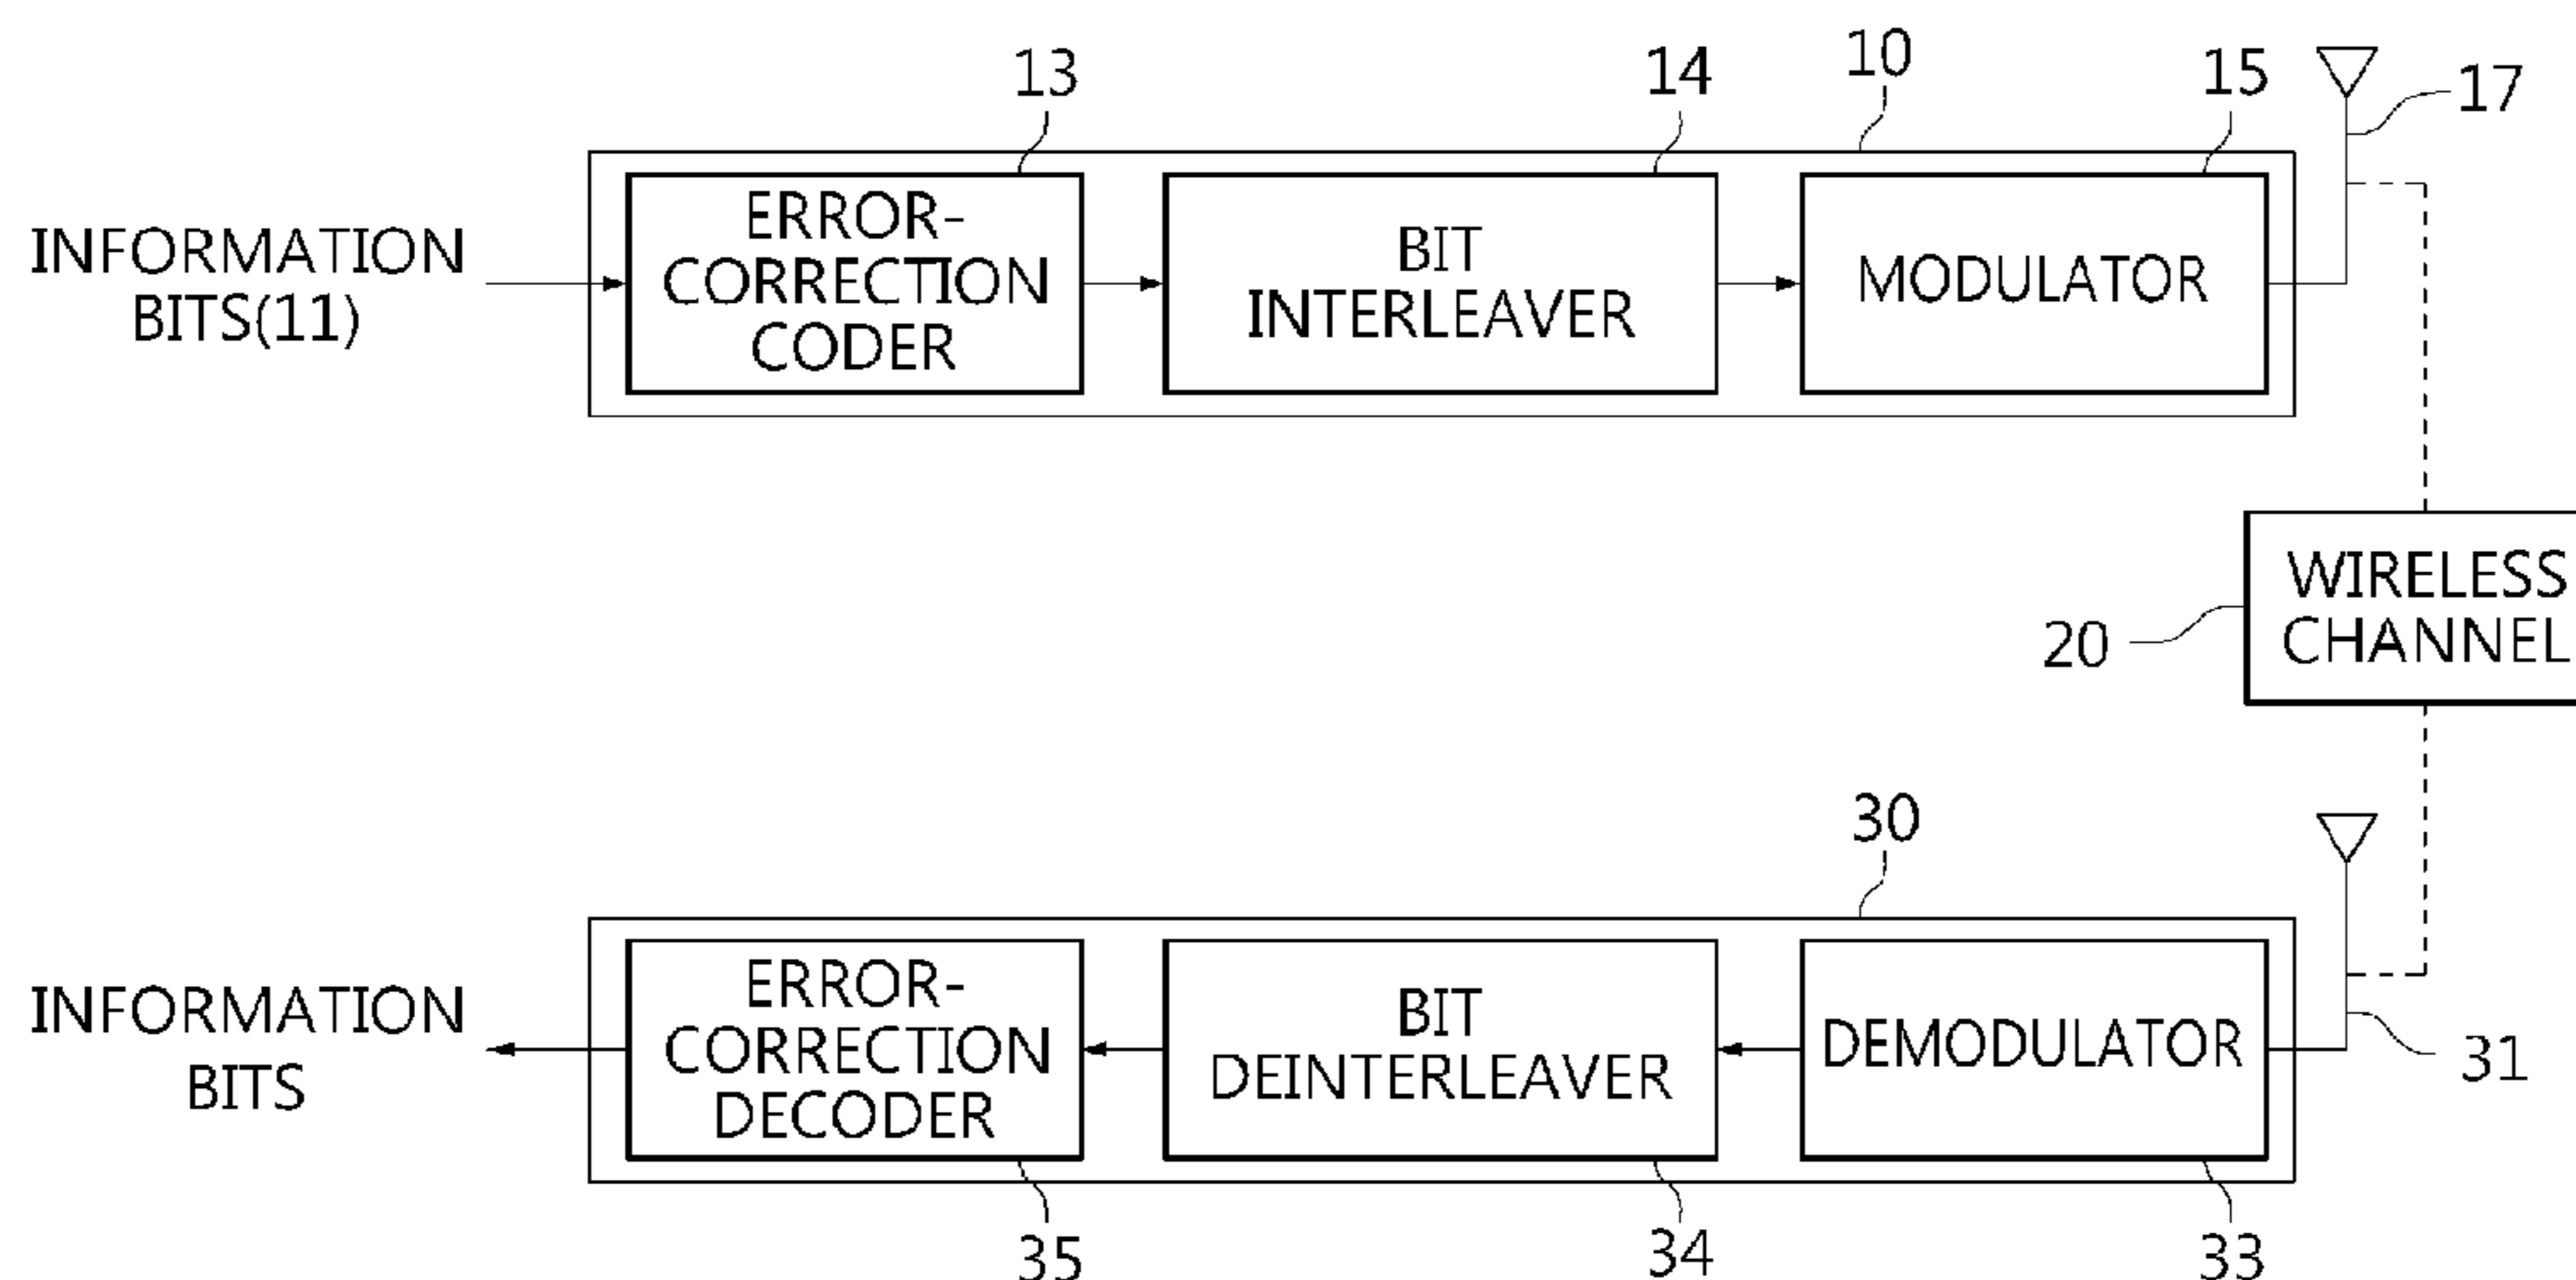 13
14
10
15
17
INFORMATION
BITS(11)
ERROR-
CORRECTION
CODER
BIT
INTERLEAVER
MODULATOR
WIRELESS
CHANNEL
20
30
INFORMATION
BITS
ERROR-
CORRECTION
DECODER
BIT
DEINTERLEAVER
DEMODULATOR
31
35
34
33